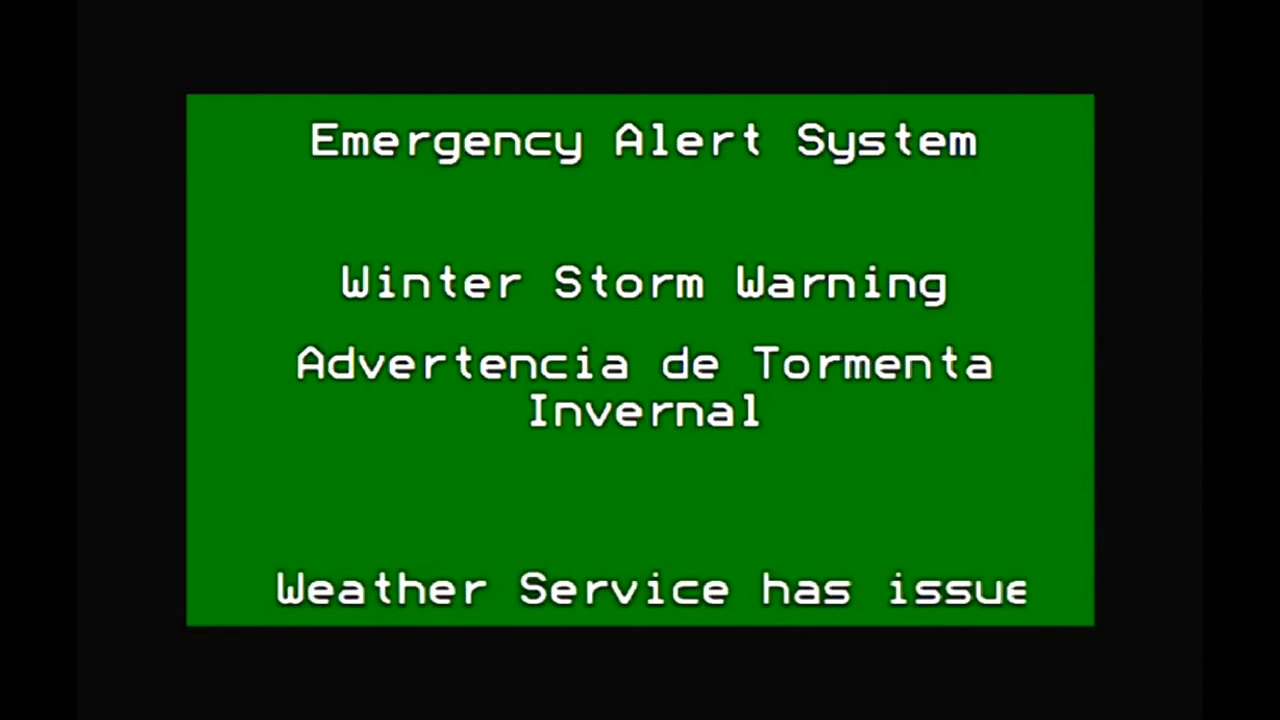 Emergency Alert System
Winter Storm Warning
Advertencia de Tormenta
Invernal
Weather Service has issue